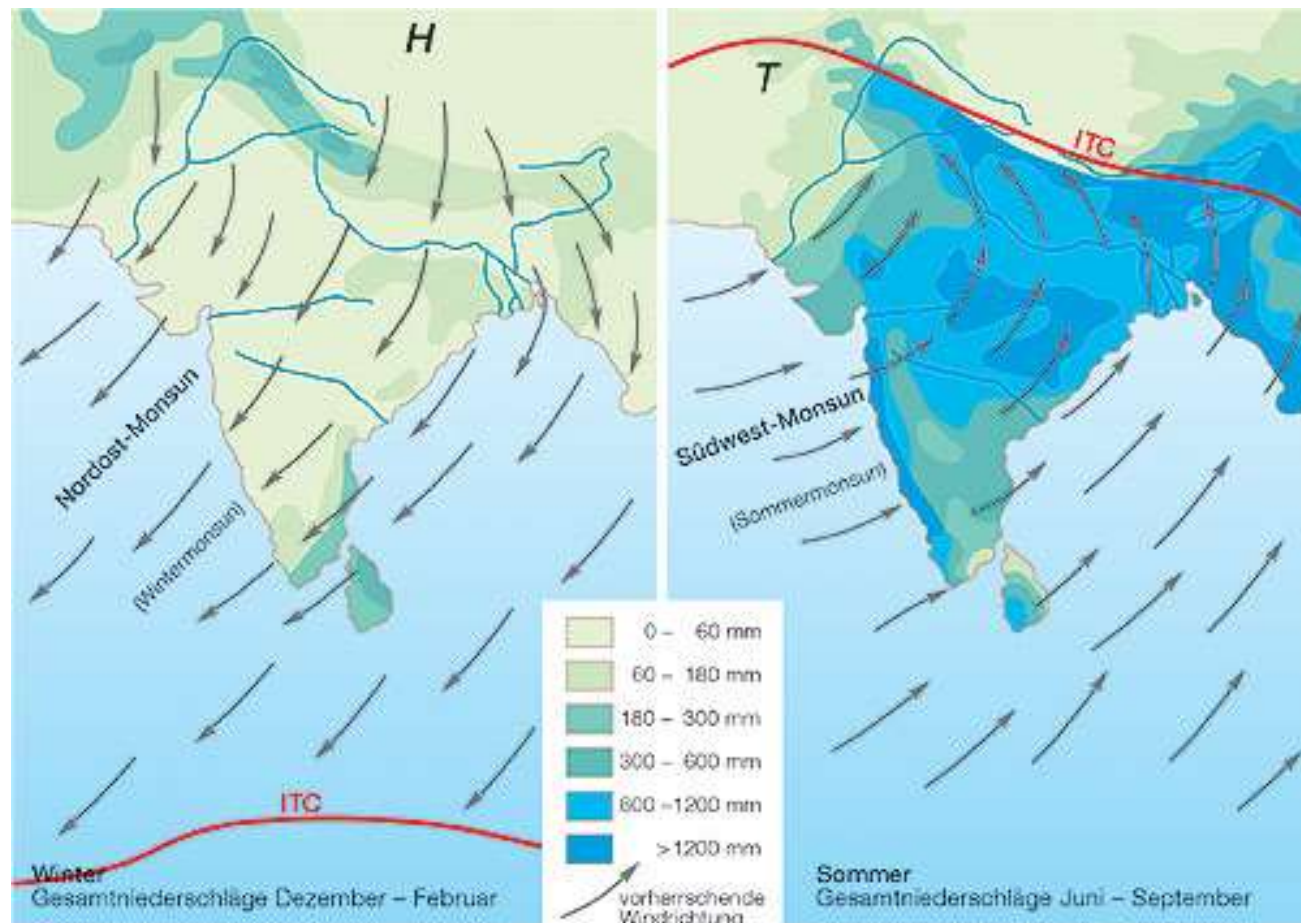 H
Nordost-Monsun
(Wintermonsun)
ITC
Winter
Gesamtniederschläge Dezember – Februar
T
ITC
Südwest-Monsun
(Sommermonsun)
0 – 60 mm
60 – 180 mm
180 – 300 mm
300 – 600 mm
600 – 1200 mm
> 1200 mm
vorherrschende
Windrichtung
Sommer
Gesamtniederschläge Juni – September